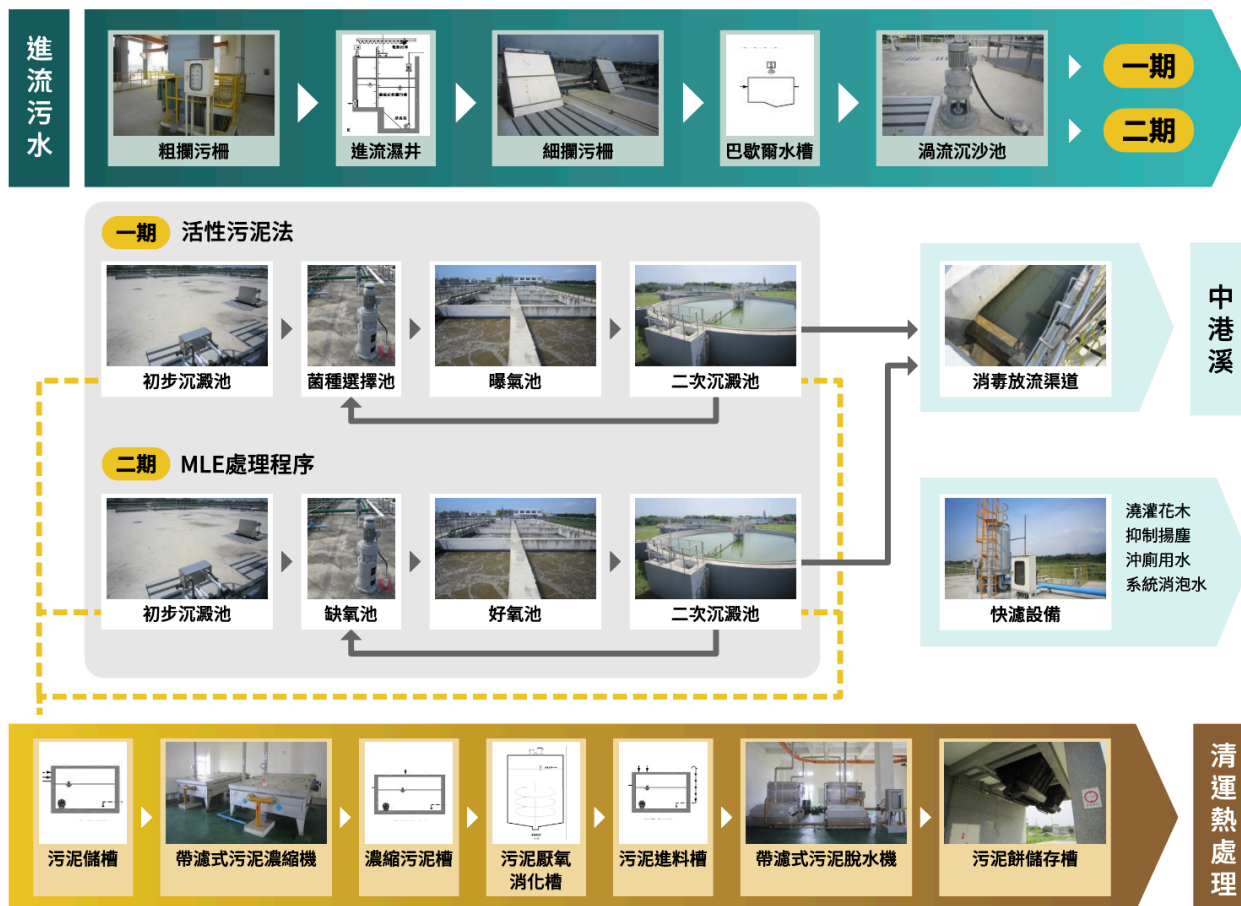 進流污水
粗攔污柵
進流濕井
細攔污柵
巴歇爾水槽
渦流沉沙池
一期
二期
一期 活性污泥法
初步沉澱池
菌種選擇池
曝氣池
二次沉澱池
消毒放流渠道
中港溪
二期 MLE處理程序
初步沉澱池
缺氧池
好氧池
二次沉澱池
快濾設備
澆灌花木
抑制揚塵
沖廁用水
系統消泡水
污泥儲槽
帶濾式污泥濃縮機
濃縮污泥槽
污泥厭氧
消化槽
污泥進料槽
帶濾式污泥脫水機
污泥餅儲存槽
清運熱處理